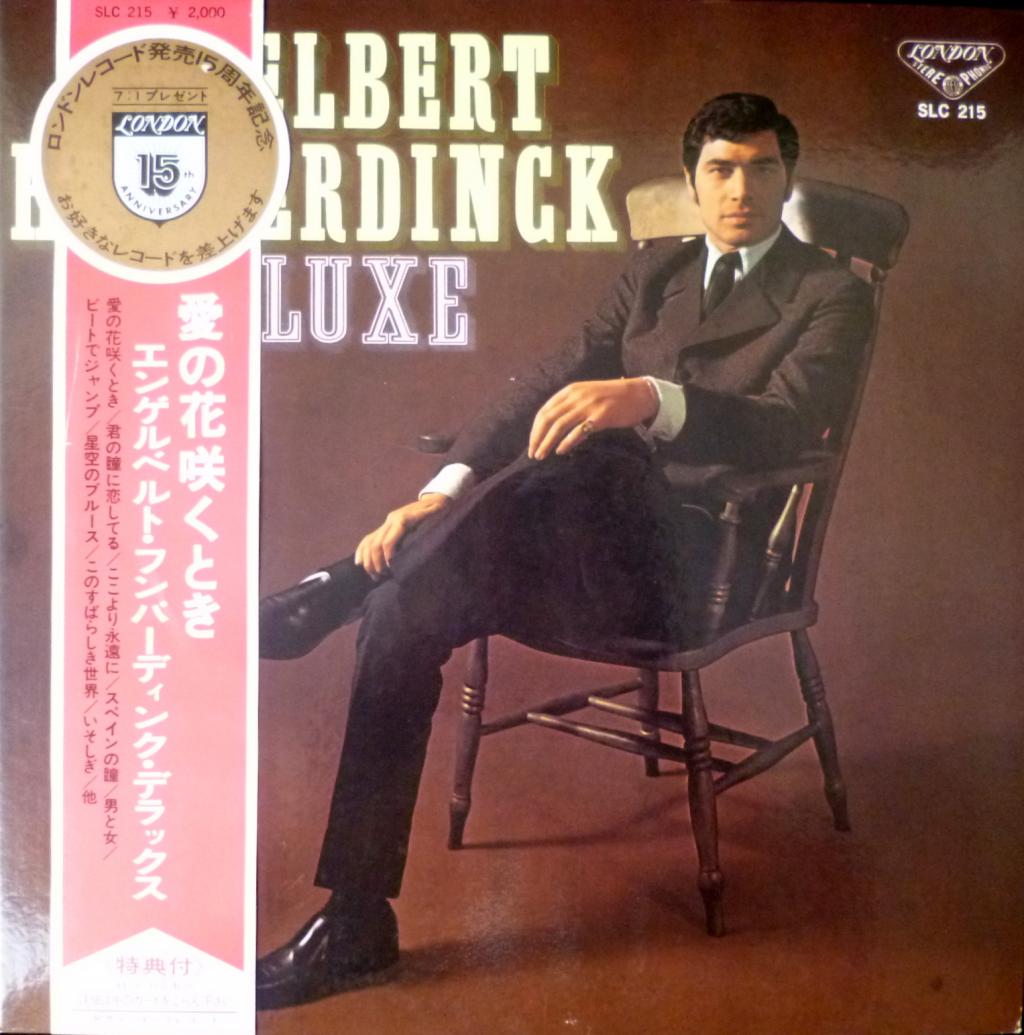 SLC 215 ¥ 2,000
ロンドンレコード発売15周年記念
7:1プレゼント
LONDON
15th
ANNIVERSARY
お好きなレコードを差上げます
ELBERT
ERDINCK
LUXE
LONDON
STEREO PHONIC
SLC 215
愛の花咲くとき
エンゲルベルト・フンパーディンク・デラックス
愛の花咲くとき/君の瞳に恋してる/ここより永遠に/スペインの瞳/男と女/
ビートでジャンプ/星空のブルース/このすばらしき世界/いそしぎ/他
特典付